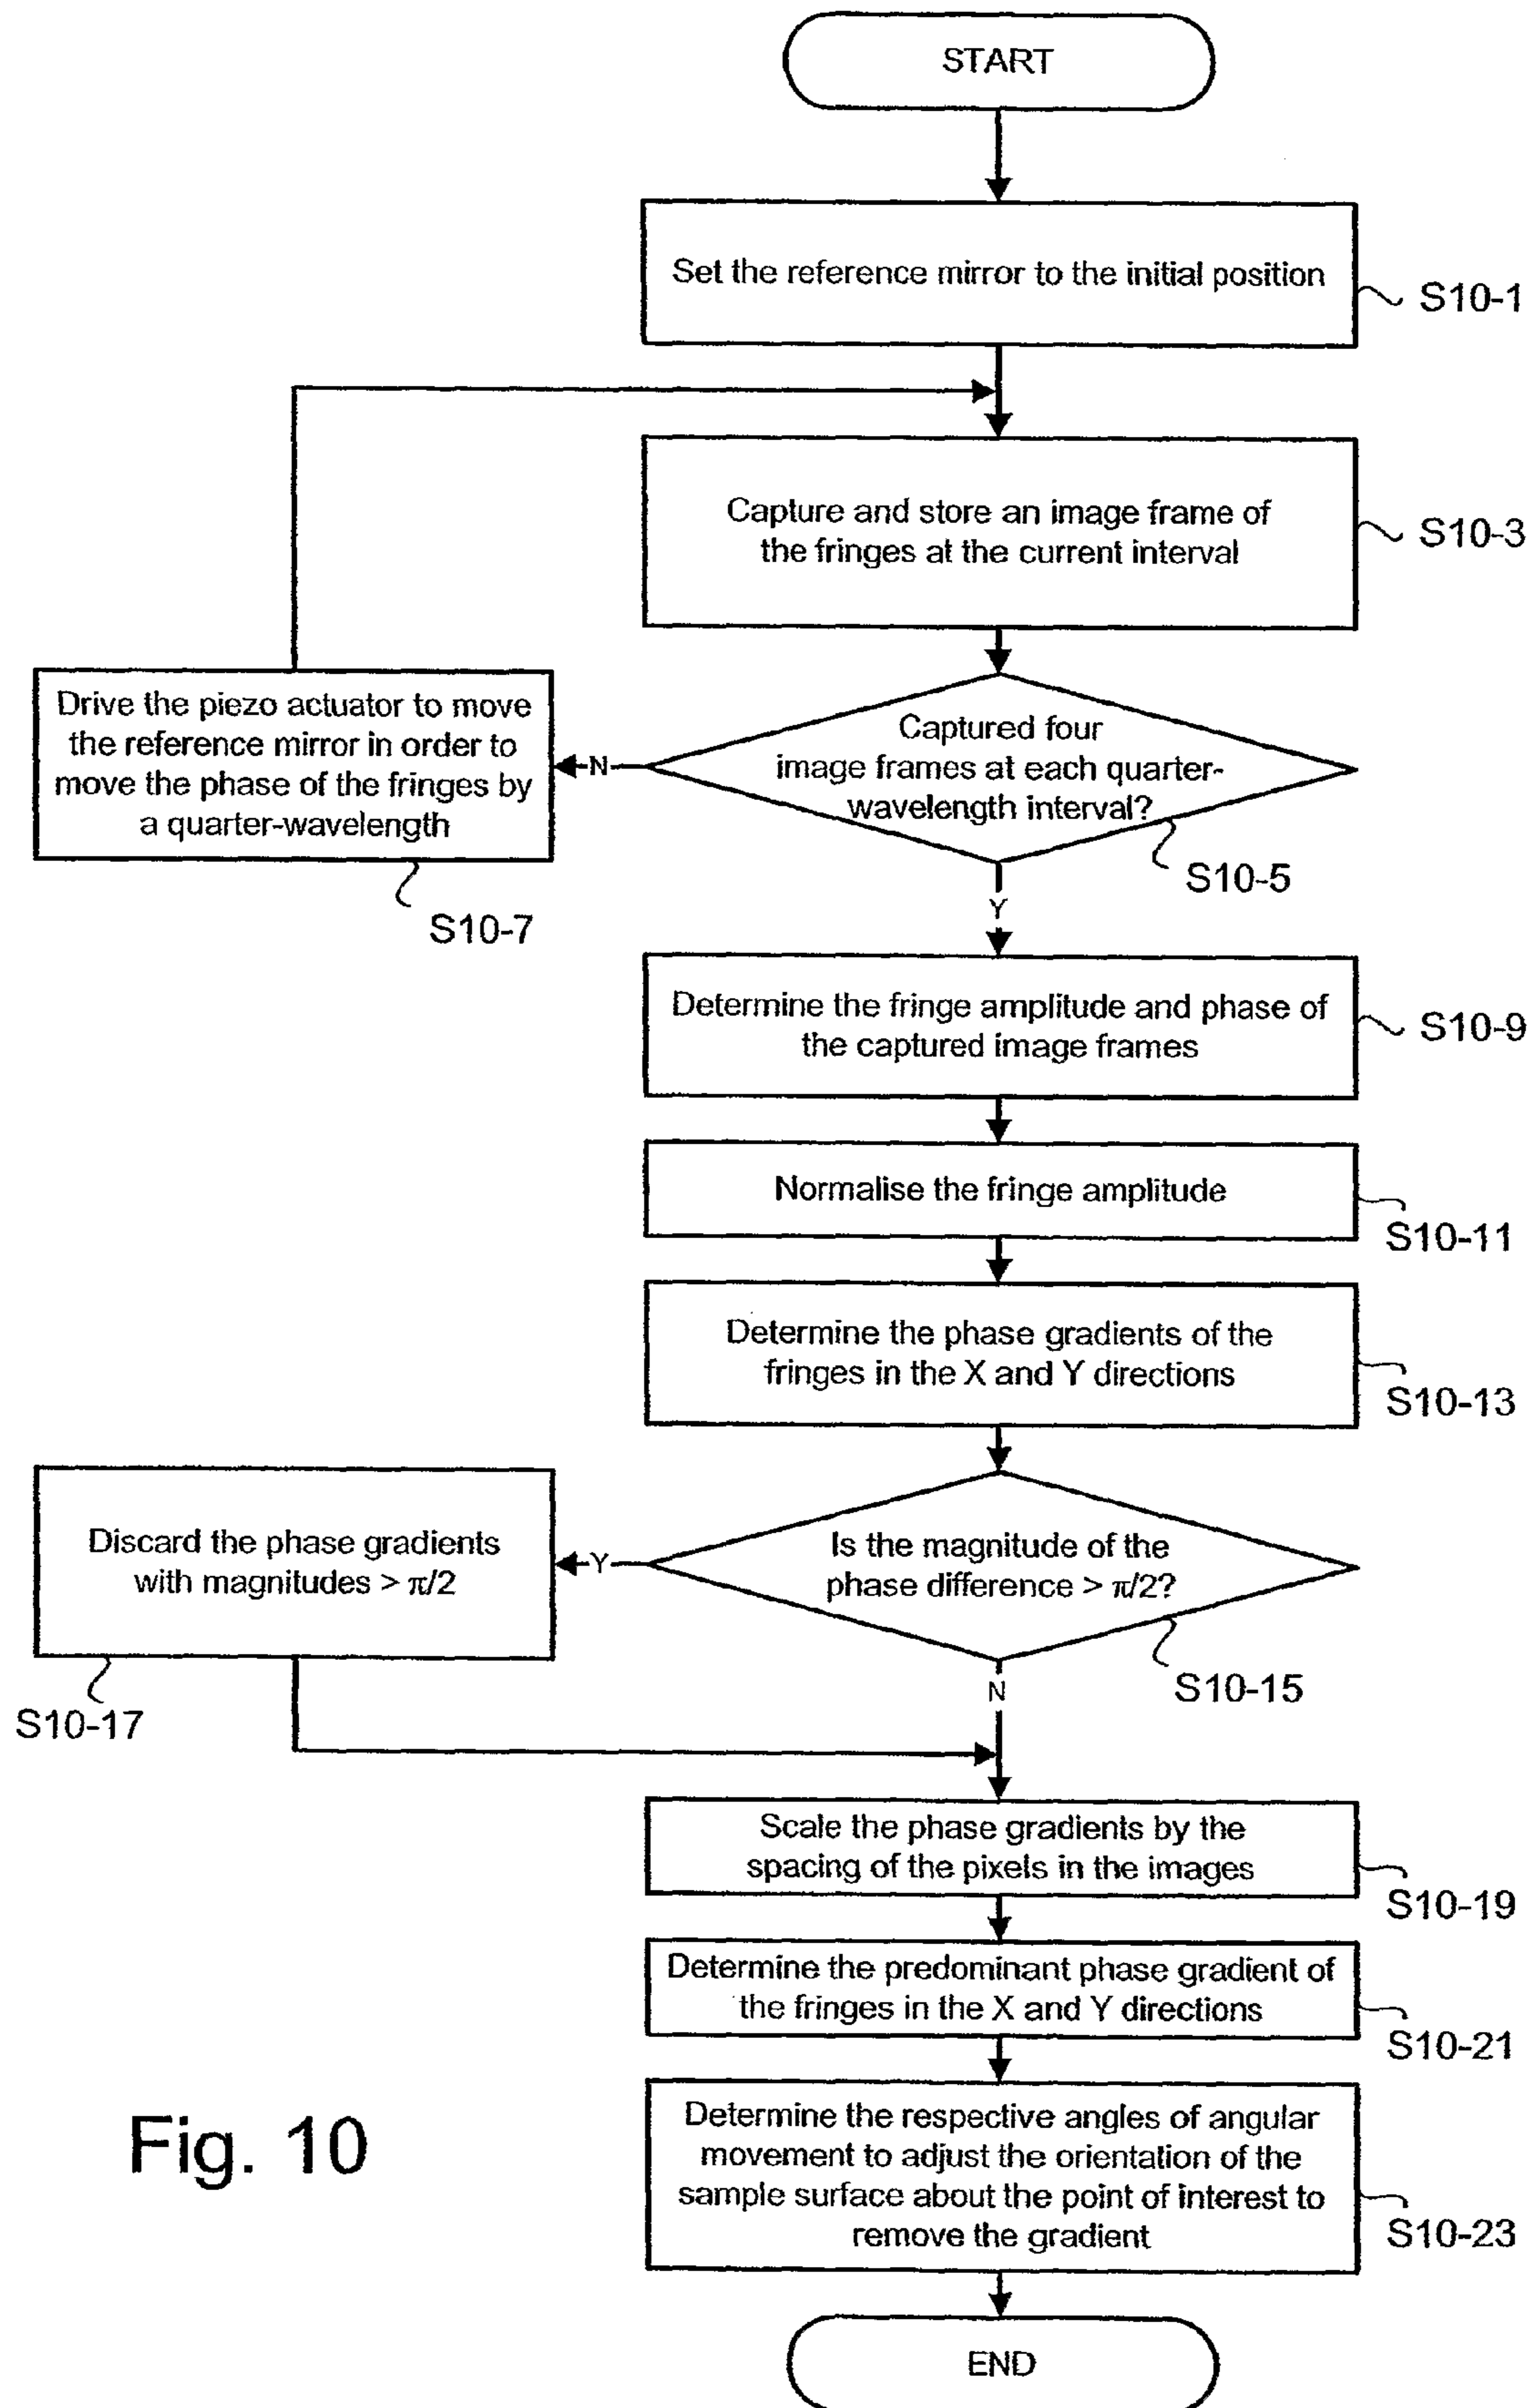 START
Set the reference mirror to the initial position
S10-1
Capture and store an image frame of
the fringes at the current interval
S10-3
Drive the piezo actuator to move
the reference mirror in order to
move the phase of the fringes by
a quarter-wavelength
S10-7
N
Captured four
image frames at each quarter-
wavelength interval?
S10-5
Y
Determine the fringe amplitude and phase of
the captured image frames
S10-9
Normalise the fringe amplitude
S10-11
Determine the phase gradients of the
fringes in the X and Y directions
S10-13
Discard the phase gradients
with magnitudes > π/2
S10-17
Y
Is the magnitude of the
phase difference > π/2?
S10-15
N
Scale the phase gradients by the
spacing of the pixels in the images
S10-19
Determine the predominant phase gradient of
the fringes in the X and Y directions
S10-21
Determine the respective angles of angular
movement to adjust the orientation of the
sample surface about the point of interest to
remove the gradient
S10-23
Fig. 10
END